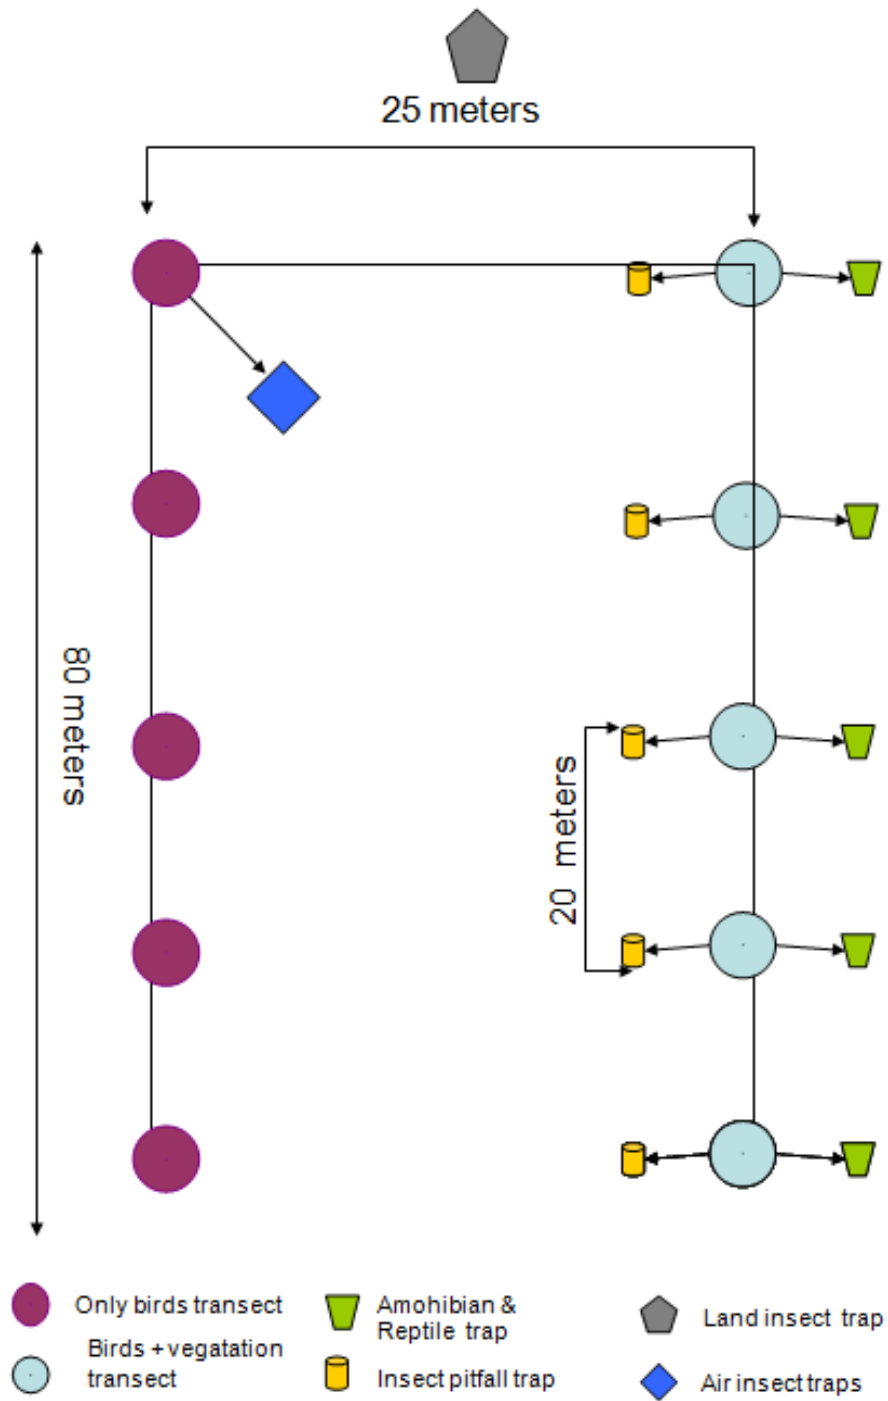 25 meters
80 meters
20 meters
Only birds transect
Birds + vegatation
transect
Amohibian &
Reptile trap
Insect pitfall trap
Land insect trap
Air insect traps